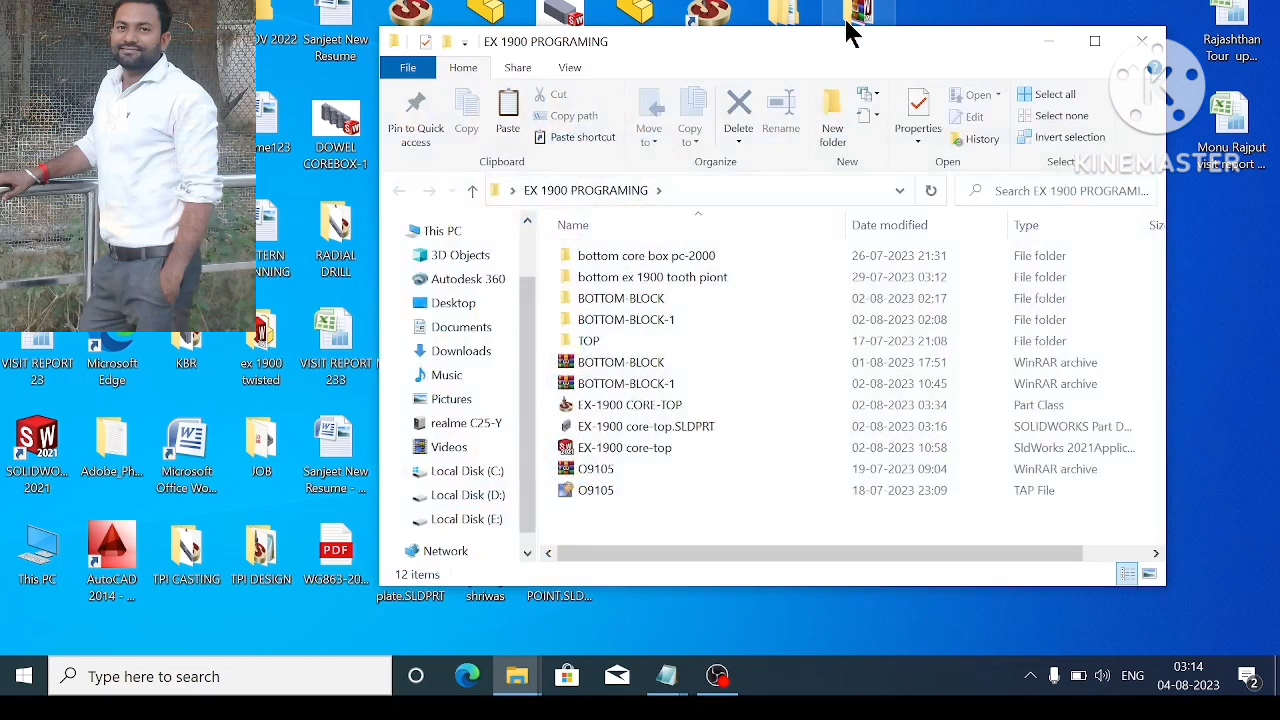 OV 2022
Sanjeet New
Resume
Rajashthan
Tour up...
EX 1900 PROGRAMING
File
Home
Share
View
Pin to Quick
access
Copy
Paste
Cut
Copy path
Paste shortcut
Clipboard
Move
to
Copy
to
Delete
Rename
Organize
New
folder
New
Properties
Open
Edit
History
Open
Select all
Select none
Invert selection
Select
KINEMASTER
me123
DOWEL
COREBOX-1
Monu Rajput
visit report ...
EX 1900 PROGRAMING
Search EX 1900 PROGRAMI...
Name
Date modified
Type
Siz
This PC
3D Objects
Autodesk 360
Desktop
Documents
Downloads
Music
Pictures
realme C25-Y
Videos
Local Disk (C:)
Local Disk (D:)
Local Disk (E:)
Network
bottom core box pc-2000 26-07-2023 21:31 File folder
bottom ex 1900 tooth piont 29-07-2023 03:12 File folder
BOTTOM-BLOCK 02-08-2023 02:17 File folder
BOTTOM-BLOCK-1 02-08-2023 02:08 File folder
TOP 17-07-2023 21:08 File folder
BOTTOM-BLOCK 01-08-2023 17:51 WinRAR archive
BOTTOM-BLOCK-1 02-08-2023 10:45 WinRAR archive
EX-1900 CORE-TOP 02-08-2023 03:34 Part Class
EX-1900 core-top.SLDPRT 02-08-2023 03:16 SOLIDWORKS Part D...
EX-1900 core-top 02-08-2023 10:58 SldWorks 2021Applic...
O9105 19-07-2023 09:04 WinRAR archive
O9105 18-07-2023 23:09 TAP File
12 items
TERN
NNING
RADIAL
DRILL
VISIT REPORT
23
Microsoft
Edge
KBR
ex 1900
twisted
VISIT REPORT
233
SOLIDWO...
2021
Adobe_Ph...
Microsoft
Office Wo...
JOB
Sanjeet New
Resume - ...
This PC
AutoCAD
2014 - ...
TPI CASTING
TPI DESIGN
WG863-20...
plate.SLDPRT
shriwas
POINT.SLD...
Type here to search
ENG
03:14
04-08-2023
2